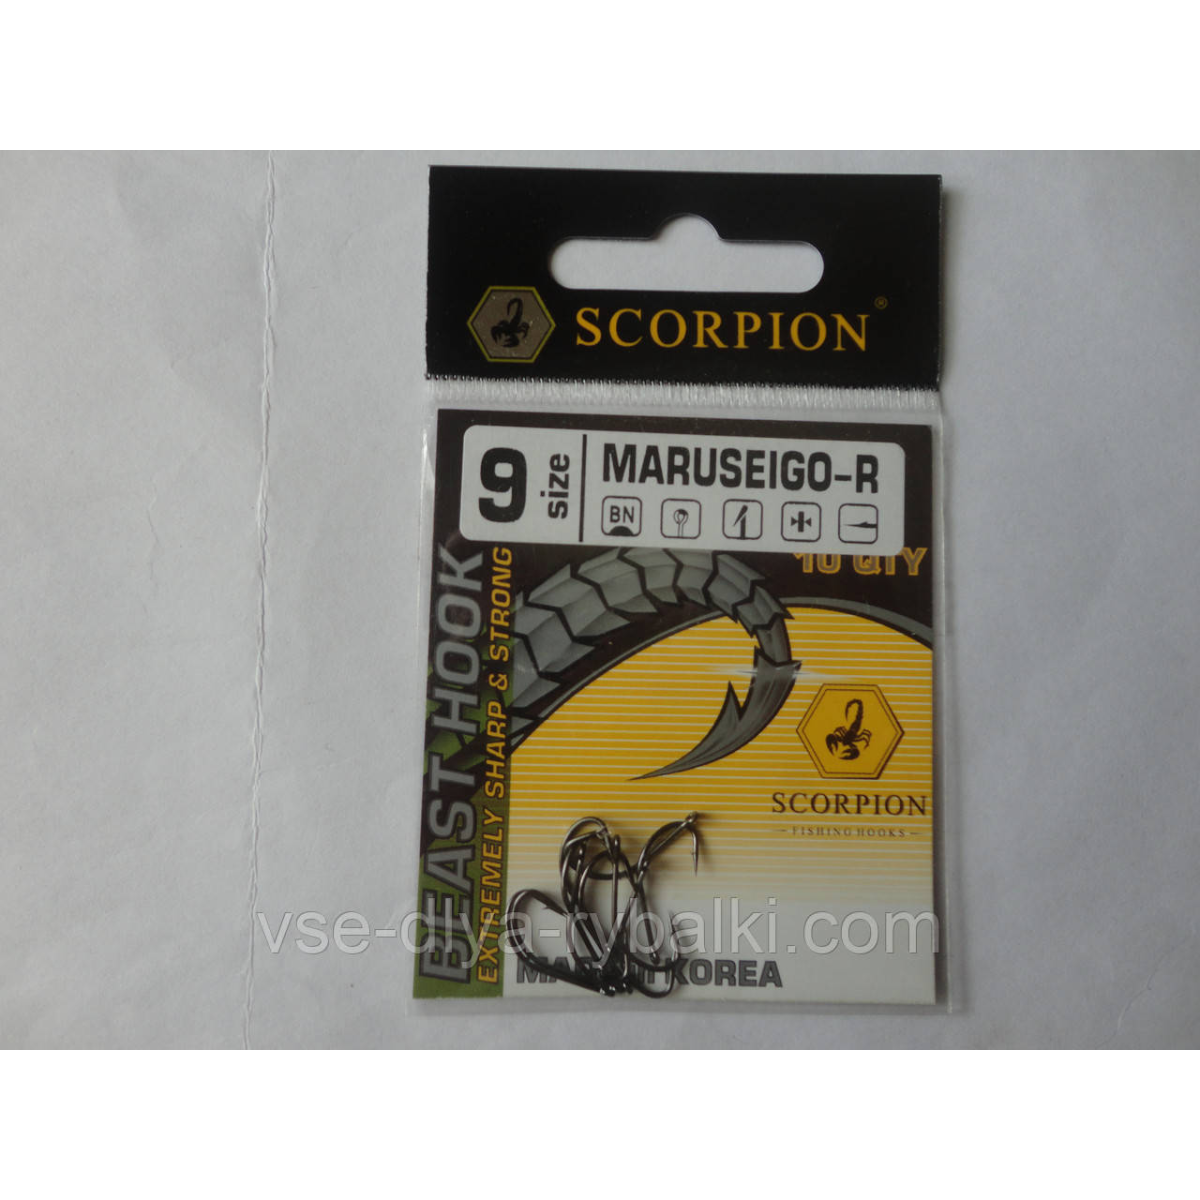 SCORPION®
9 size
MARUSEIGO-R
BN
10 QTY
BEAST HOOK
EXTREMELY SHARP & STRONG
SCORPION
FISHING HOOKS
vse-dlya-rybalki.com
KOREA